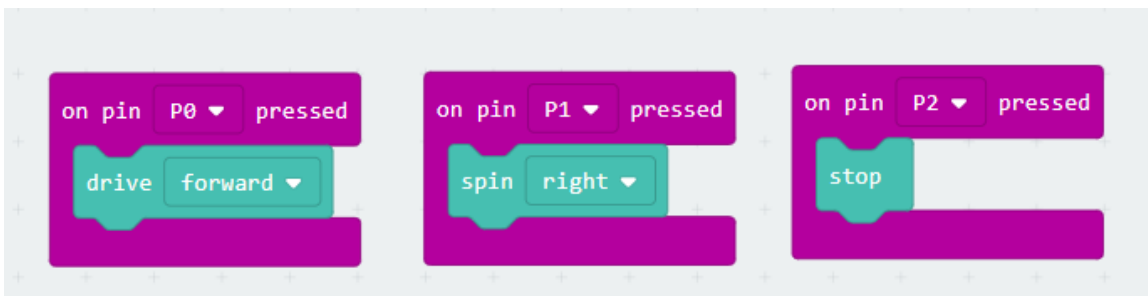 on pin P0 pressed
drive forward
on pin P1 pressed
spin right
on pin P2 pressed
stop